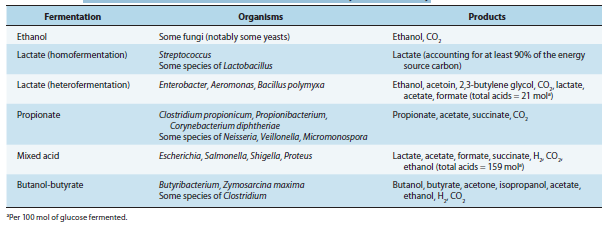 Fermentation Organisms Products
Ethanol Some fungi (notably some yeasts) Ethanol, CO₂
Lactate (homofermentation) Streptococcus Lactate (accounting for at least 90% of the energy
Some species of Lactobacillus source carbon)
Lactate (heterofermentation) Enterobacter, Aeromonas, Bacillus polymyxa Ethanol, acetoin, 2,3-butylene glycol, CO₂, lactate,
acetate, formate (total acids = 21 molᵃ)
Propionate Clostridium propionicum, Propionibacterium, Propionate, acetate, succinate, CO₂
Corynebacterium diphtheriae
Some species of Neisseria, Veillonella, Micromonospora
Mixed acid Escherichia, Salmonella, Shigella, Proteus Lactate, acetate, formate, succinate, H₂, CO₂,
ethanol (total acids = 159 molᵃ)
Butanol-butyrate Butyribacterium, Zymosarcina maxima Butanol, butyrate, acetone, isopropanol, acetate,
Some species of Clostridium ethanol, H₂, CO₂
ᵃPer 100 mol of glucose fermented.